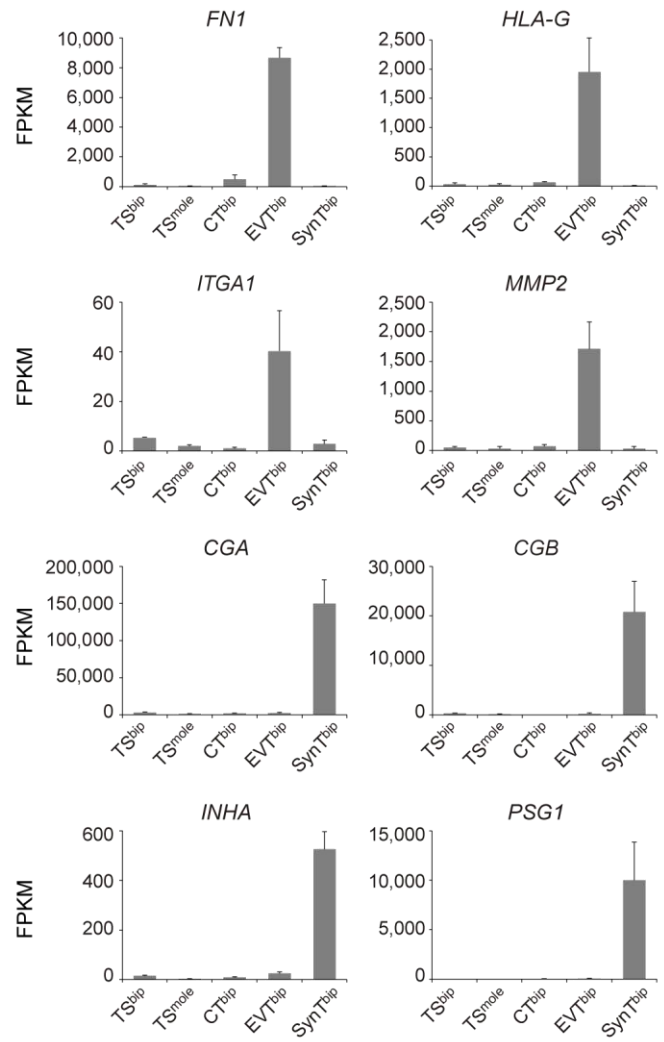 FN1
FPKM
10,000
8,000
6,000
4,000
2,000
0
TSbip
TSmole
CTbip
EVTbip
SynTbip
HLA-G
2,500
2,000
1,500
1,000
500
0
TSbip
TSmole
CTbip
EVTbip
SynTbip
ITGA1
FPKM
60
40
20
0
TSbip
TSmole
CTbip
EVTbip
SynTbip
MMP2
2,500
2,000
1,500
1,000
500
0
TSbip
TSmole
CTbip
EVTbip
SynTbip
CGA
FPKM
200,000
150,000
100,000
50,000
0
TSbip
TSmole
CTbip
EVTbip
SynTbip
CGB
30,000
20,000
10,000
0
TSbip
TSmole
CTbip
EVTbip
SynTbip
INHA
FPKM
600
400
200
0
TSbip
TSmole
CTbip
EVTbip
SynTbip
PSG1
15,000
10,000
5,000
0
TSbip
TSmole
CTbip
EVTbip
SynTbip